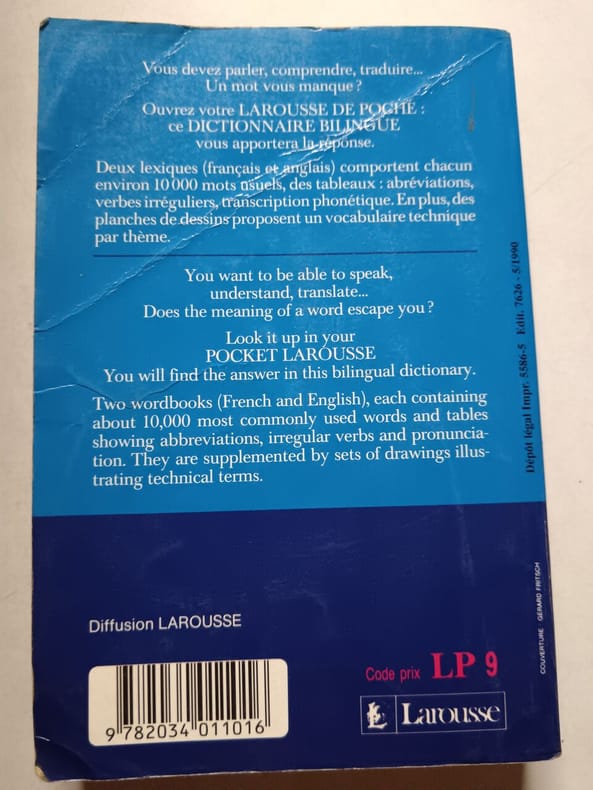 Vous devez parler, comprendre, traduire...
Un mot vous manque ?
Ouvrez votre LAROUSSE DE POCHE :
ce DICTIONNAIRE BILINGUE
vous apportera la réponse.
Deux lexiques (français et anglais) comportent chacun
environ 10 000 mots usuels, des tableaux : abréviations,
verbes irréguliers, transcription phonétique. En plus, des
planches de dessins proposent un vocabulaire technique
par thème.
You want to be able to speak,
understand, translate...
Does the meaning of a word escape you ?
Look it up in your
POCKET LAROUSSE
You will find the answer in this bilingual dictionary.
Two wordbooks (French and English), each containing
about 10,000 most commonly used words and tables
showing abbreviations, irregular verbs and pronuncia-
tion. They are supplemented by sets of drawings illus-
trating technical terms.
Dépôt légal Impr. 5586-5 Edit. 7626 - 5/1990
COUVERTURE GÉRARD FRITSCH
Diffusion LAROUSSE
9 782034 011016
Code prix LP 9
L Larousse